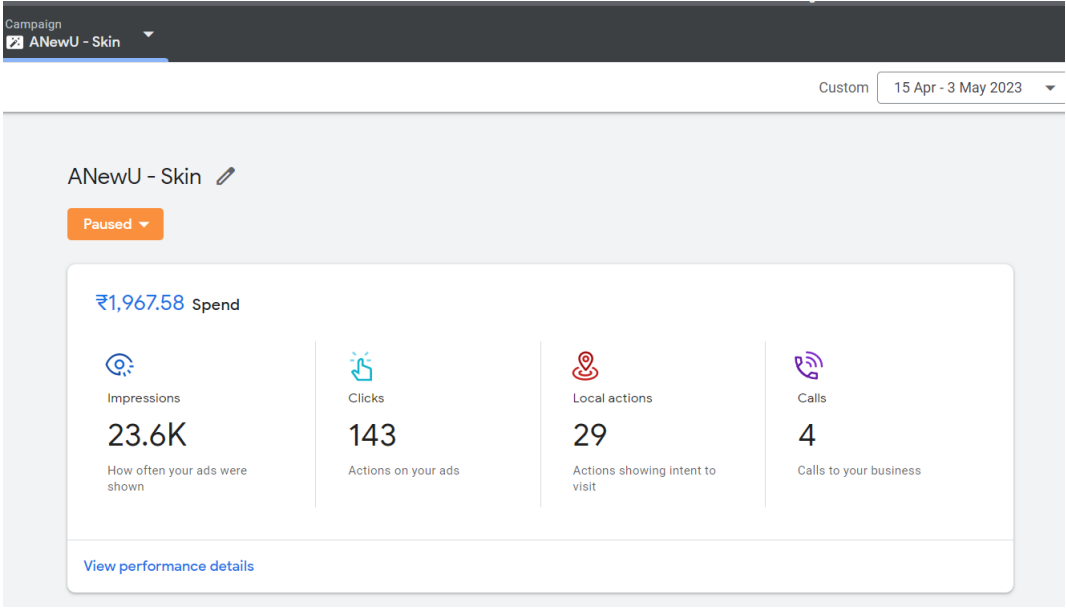 Campaign
ANewU - Skin
Custom 15 Apr - 3 May 2023
ANewU - Skin
Paused
₹1,967.58 Spend
Impressions
23.6K
How often your ads were
shown
Clicks
143
Actions on your ads
Local actions
29
Actions showing intent to
visit
Calls
4
Calls to your business
View performance details